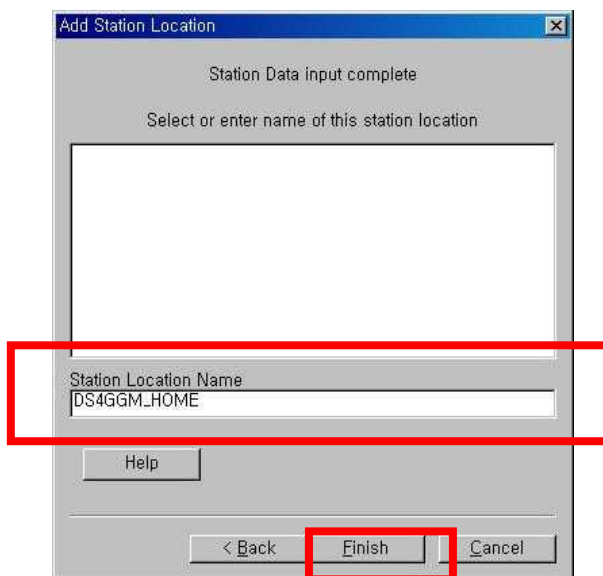 Add Station Location
Station Data input complete
Select or enter name of this station location
Station Location Name
DS4GGM_HOME
Help
< Back Finish Cancel